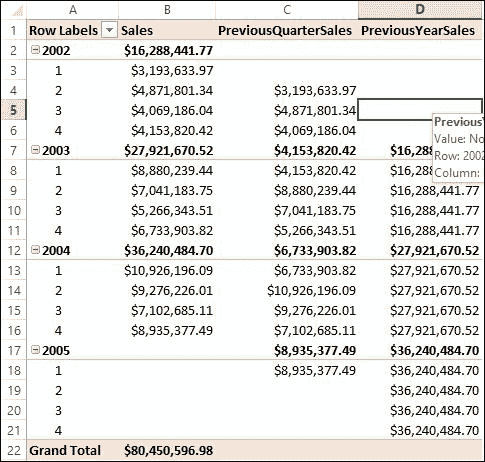 A B C D
1 Row Labels Sales PreviousQuarterSales PreviousYearSales
2 2002 $16,288,441.77
3 1 $3,193,633.97
4 2 $4,871,801.34 $3,193,633.97
5 3 $4,069,186.04 $4,871,801.34
6 4 $4,153,820.42 $4,069,186.04
7 2003 $27,921,670.52 $4,153,820.42 $16,288
8 1 $8,880,239.44 $4,153,820.42 $16,288
9 2 $7,041,183.75 $8,880,239.44 $16,288,441.77
10 3 $5,266,343.51 $7,041,183.75 $16,288,441.77
11 4 $6,733,903.82 $5,266,343.51 $16,288,441.77
12 2004 $36,240,484.70 $6,733,903.82 $27,921,670.52
13 1 $10,926,196.09 $6,733,903.82 $27,921,670.52
14 2 $9,276,226.01 $10,926,196.09 $27,921,670.52
15 3 $7,102,685.11 $9,276,226.01 $27,921,670.52
16 4 $8,935,377.49 $7,102,685.11 $27,921,670.52
17 2005 $8,935,377.49 $36,240,484.70
18 1 $8,935,377.49 $36,240,484.70
19 2 $36,240,484.70
20 3 $36,240,484.70
21 4 $36,240,484.70
22 Grand Total $80,450,596.98
Previous
Value: No
Row: 2002
Column: